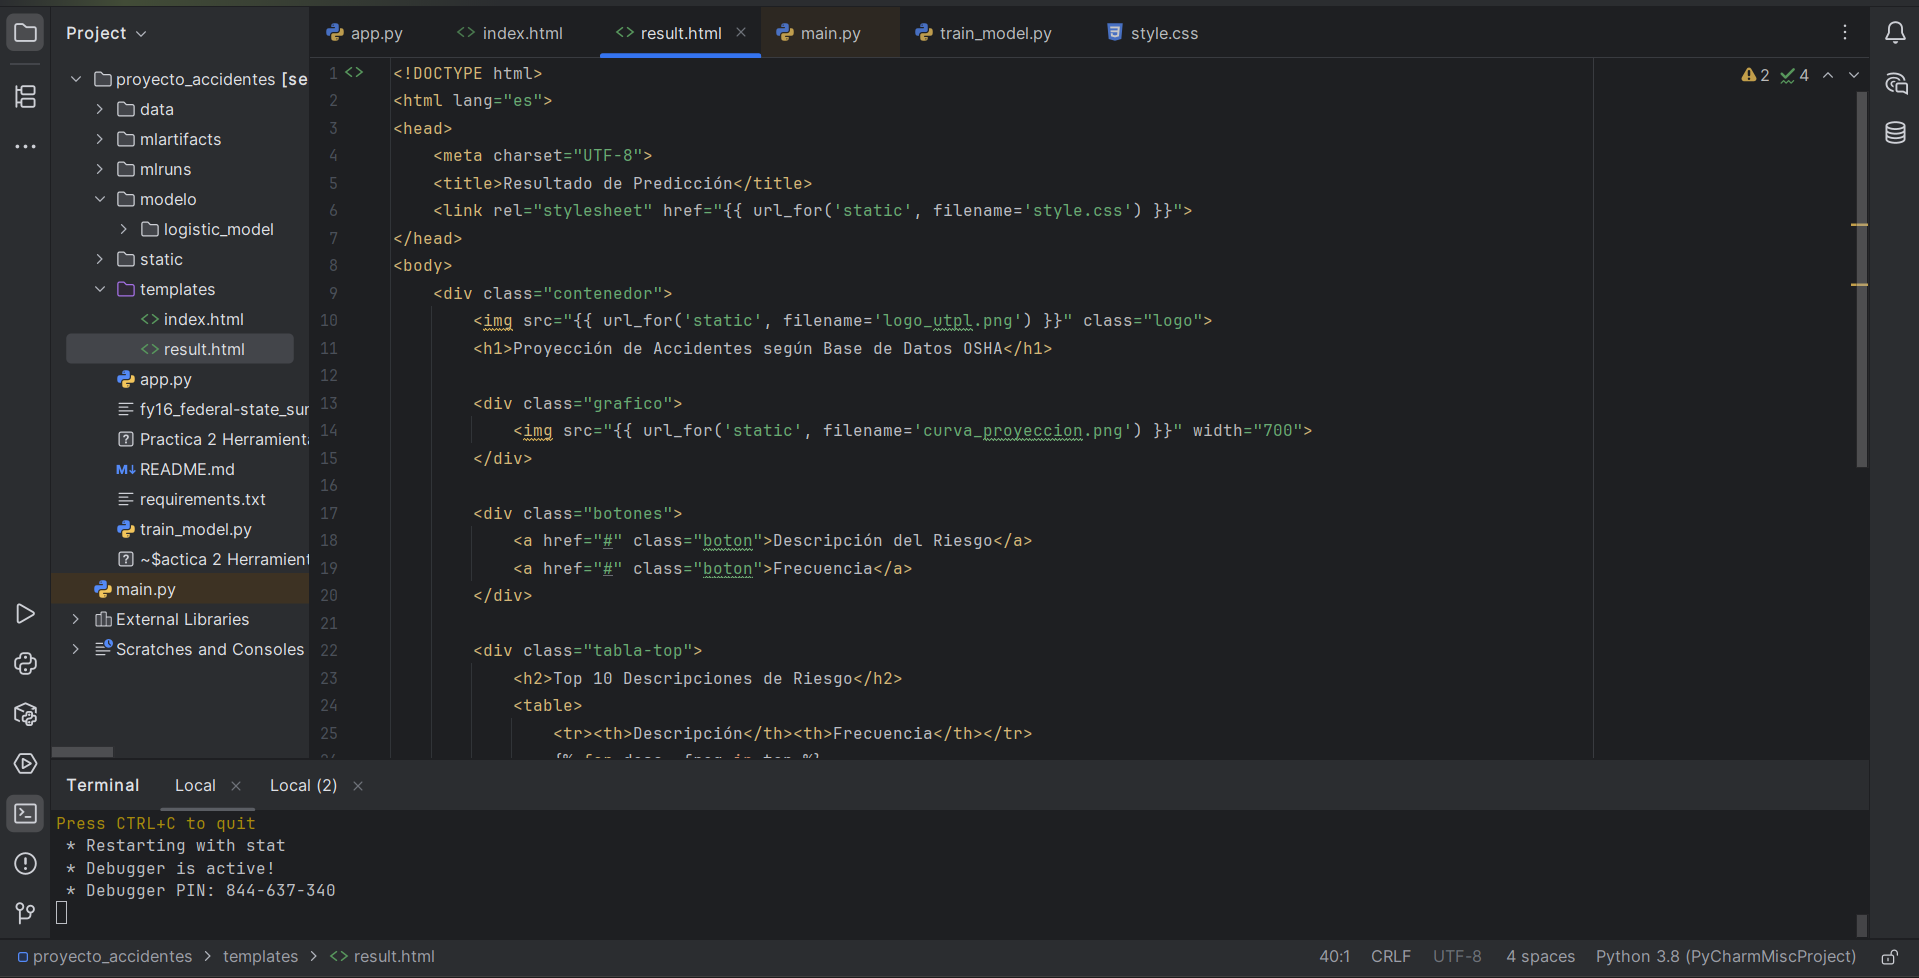 Project
app.py
index.html
result.html
main.py
train_model.py
style.css
proyecto_accidentes [se
data
mlartifacts
mlruns
modelo
logistic_model
static
templates
index.html
result.html
app.py
fy16_federal-state_sur
Practica 2 Herramienta
M↓ README.md
requirements.txt
train_model.py
~$actica 2 Herramient
main.py
External Libraries
Scratches and Consoles
2 4
1 <!DOCTYPE html>
2 <html lang="es">
3 <head>
4 <meta charset="UTF-8">
5 <title>Resultado de Predicción</title>
6 <link rel="stylesheet" href="{{ url_for('static', filename='style.css') }}">
7 </head>
8 <body>
9 <div class="contenedor">
10 <img src="{{ url_for('static', filename='logo_utpl.png') }}" class="logo">
11 <h1>Proyección de Accidentes según Base de Datos OSHA</h1>
12
13 <div class="grafico">
14 <img src="{{ url_for('static', filename='curva_proyeccion.png') }}" width="700">
15 </div>
16
17 <div class="botones">
18 <a href="#" class="boton">Descripción del Riesgo</a>
19 <a href="#" class="boton">Frecuencia</a>
20 </div>
21
22 <div class="tabla-top">
23 <h2>Top 10 Descripciones de Riesgo</h2>
24 <table>
25 <tr><th>Descripción</th><th>Frecuencia</th></tr>
Terminal Local Local (2)
Press CTRL+C to quit
* Restarting with stat
* Debugger is active!
* Debugger PIN: 844-637-340
proyecto_accidentes > templates > <> result.html
40:1 CRLF UTF-8 4 spaces Python 3.8 (PyCharmMiscProject)